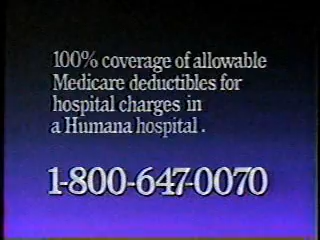 100% coverage of allowable
Medicare deductibles for
hospital charges in
a Humana hospital.
1-800-647-0070